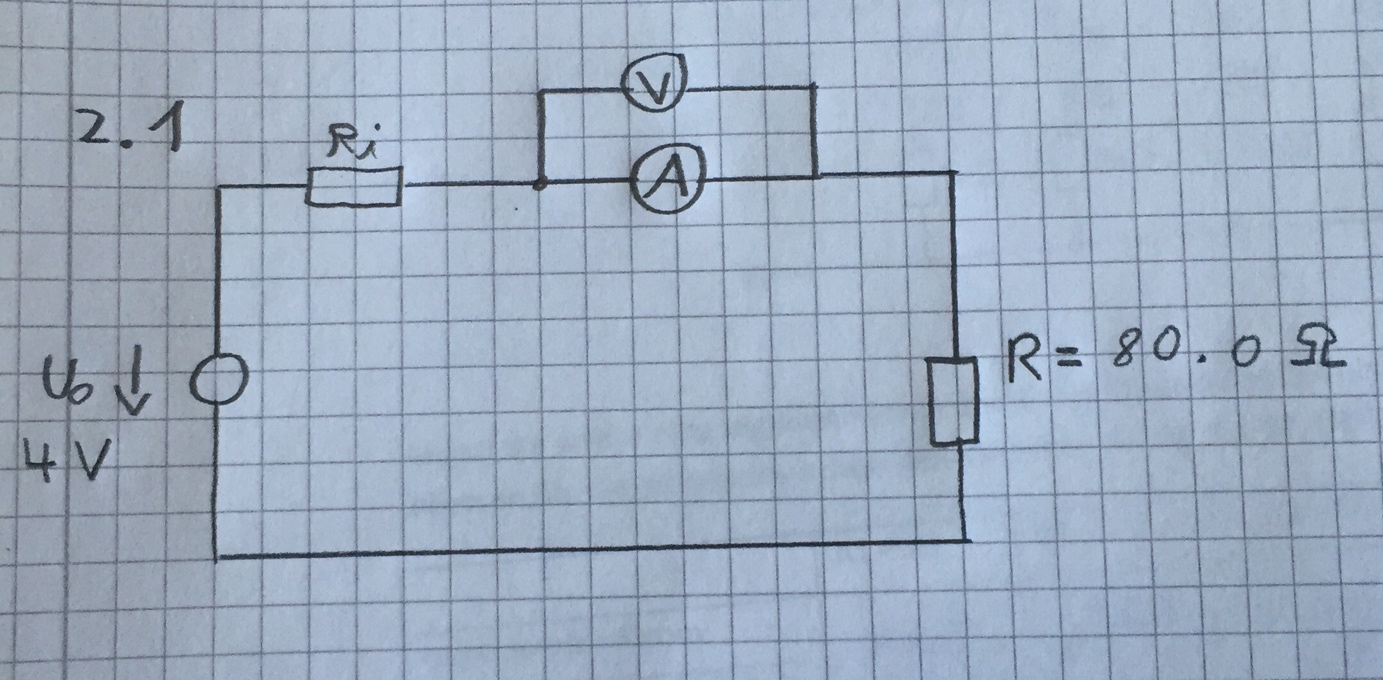 2.1
Ri
V
A
U₀
4V
R = 80.0 Ω